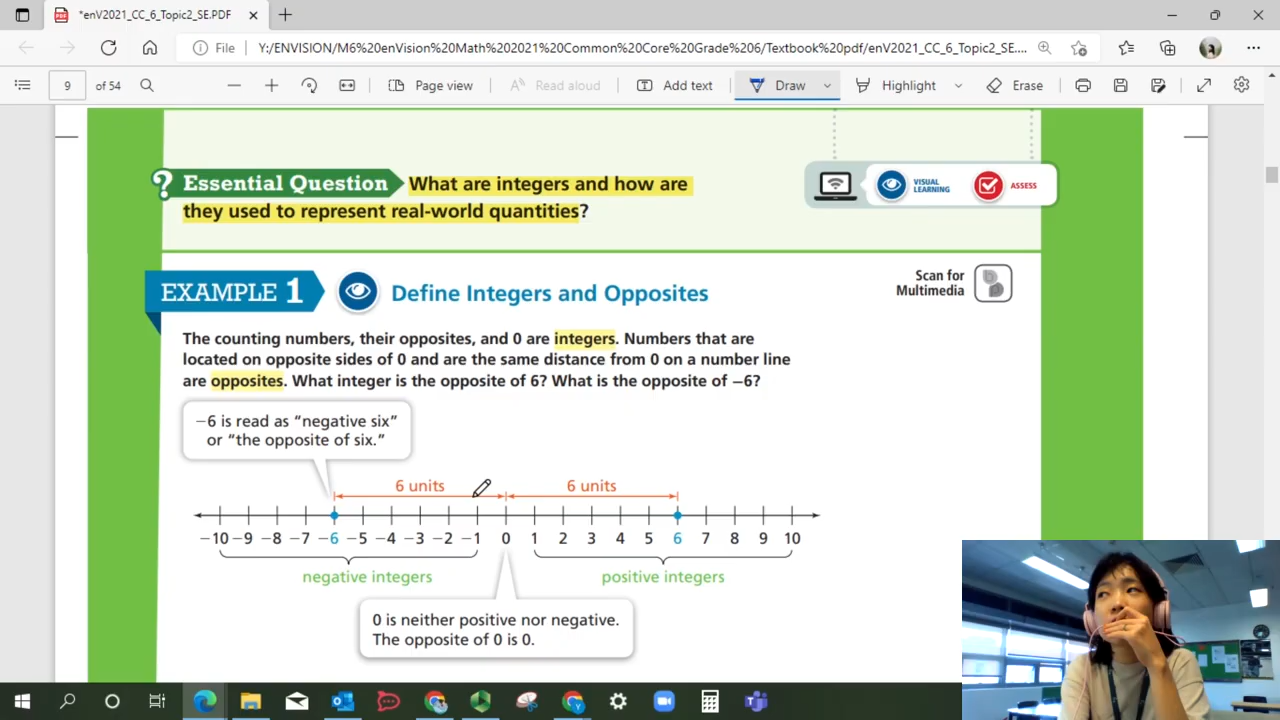 *enV2021_CC_6_Topic2_SE.PDF
File Y:/ENVISION/M6%20enVision%20Math%202021%20Common%20Core%20Grade%206/Textbook%20pdf/enV2021_CC_6_Topic2_SE....
9 of 54 Page view Read aloud Add text Draw Highlight Erase
? Essential Question What are integers and how are
they used to represent real-world quantities?
VISUAL
LEARNING
ASSESS
EXAMPLE 1 Define Integers and Opposites
Scan for
Multimedia
The counting numbers, their opposites, and 0 are integers. Numbers that are
located on opposite sides of 0 and are the same distance from 0 on a number line
are opposites. What integer is the opposite of 6? What is the opposite of −6?
−6 is read as “negative six”
or “the opposite of six.”
6 units 6 units
−10 −9 −8 −7 −6 −5 −4 −3 −2 −1 0 1 2 3 4 5 6 7 8 9 10
negative integers positive integers
0 is neither positive nor negative.
The opposite of 0 is 0.